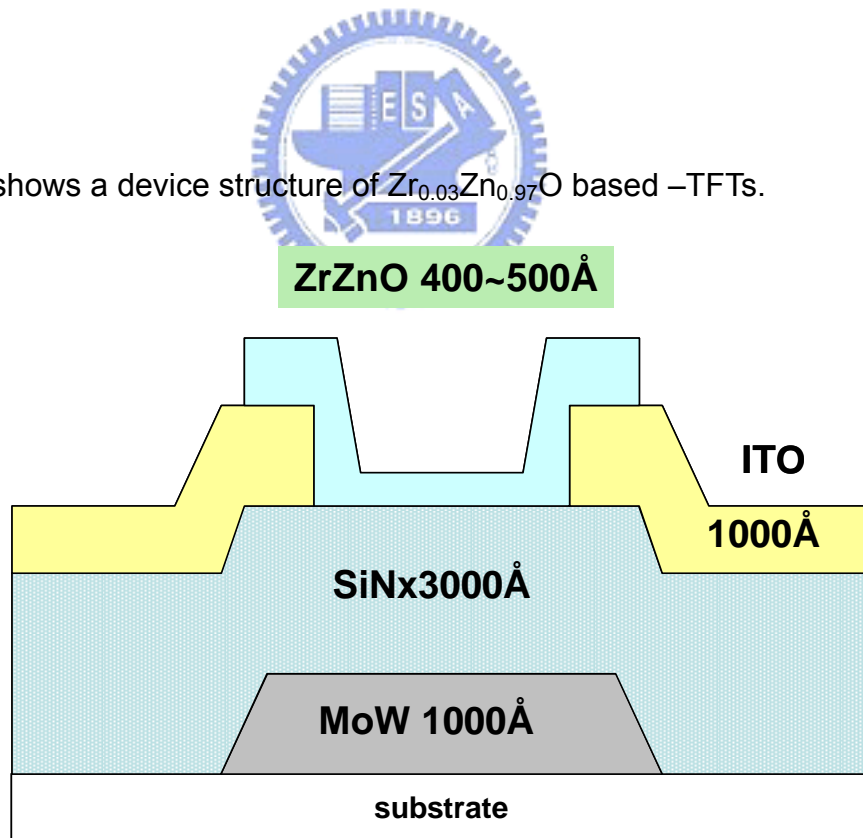 E S A
shows a device structure of Zr0.03Zn0.97O based –TFTs.
1896
ZrZnO 400~500Å
ITO
1000Å
SiNx3000Å
MoW 1000Å
substrate